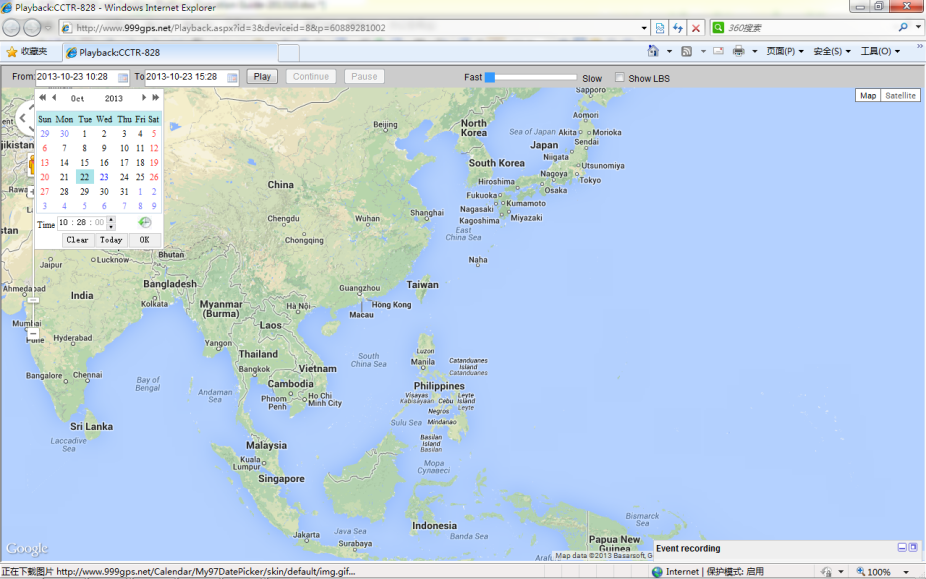 Playback:CCTR-828 - Windows Internet Explorer
http://www.999gps.net/Playback.aspx?id=3&deviceid=8&p=60889281002
360搜索
收藏夹
Playback:CCTR-828
页面(P) 安全(S) 工具(O)
From: 2013-10-23 10:28 To 2013-10-23 15:28 Play Continue Pause Fast Slow Show LBS
Map Satellite
Oct 2013
Sun Mon Tue Wed Thu Fri Sat
29 30 1 2 3 4 5
6 7 8 9 10 11 12
13 14 15 16 17 18 19
20 21 22 23 24 25 26
27 28 29 30 31 1 2
3 4 5 6 7 8 9
Time 10 : 28 : 00
Clear Today OK
Sapporo
Aomori
Beijing
North
Korea
Sea of Japan
Akita
Morioka
Sendai
Japan
Niigata
South Korea
Utsunomiya
Nagoya
Tokyo
Hiroshima
Osaka
Fukuoka
Kumamoto
Nagasaki
Miyazaki
Kagoshima
China
Chengdu
Wuhan
Shanghai
Chongqing
East
China Sea
Naha
jikistan
Rawa
stan
Jaipur
Lucknow
Bhutan
Ahmedabad
India
Bangladesh
Kolkata
Guangzhou
Taiwan
Hong Kong
Macau
Myanmar
(Burma)
Hà Nội
Laos
Mumbai
Pune
Hyderabad
Yangon
Thailand
Bangkok
Vietnam
South
China Sea
Luzon
Manila
Catanduanes
Catanduanes
Bangalore
Chennai
Bay of
Bengal
Andaman
Sea
Cambodia
Phnom
Penh
Ho Chi
Minh City
Philippines
Visayas
Kabisayaan
Cebu
Leyte
Island
Leyte
Negros
Sulu Sea
Mindanao
Sri Lanka
Laccadive
Sea
Basilan
Island
Basilan
Malaysia
Kuala
Lumpur
Singapore
Мора
Сулавеси
Jakarta
Java Sea
Surabaya
Indonesia
Bismarck
Sea
Papua New
Guinea
Google
Map data ©2013 Basarsoft, G
Event recording
正在下载图片 http://www.999gps.net/Calendar/My97DatePicker/skin/default/img.gif...
Internet | 保护模式: 启用
100%